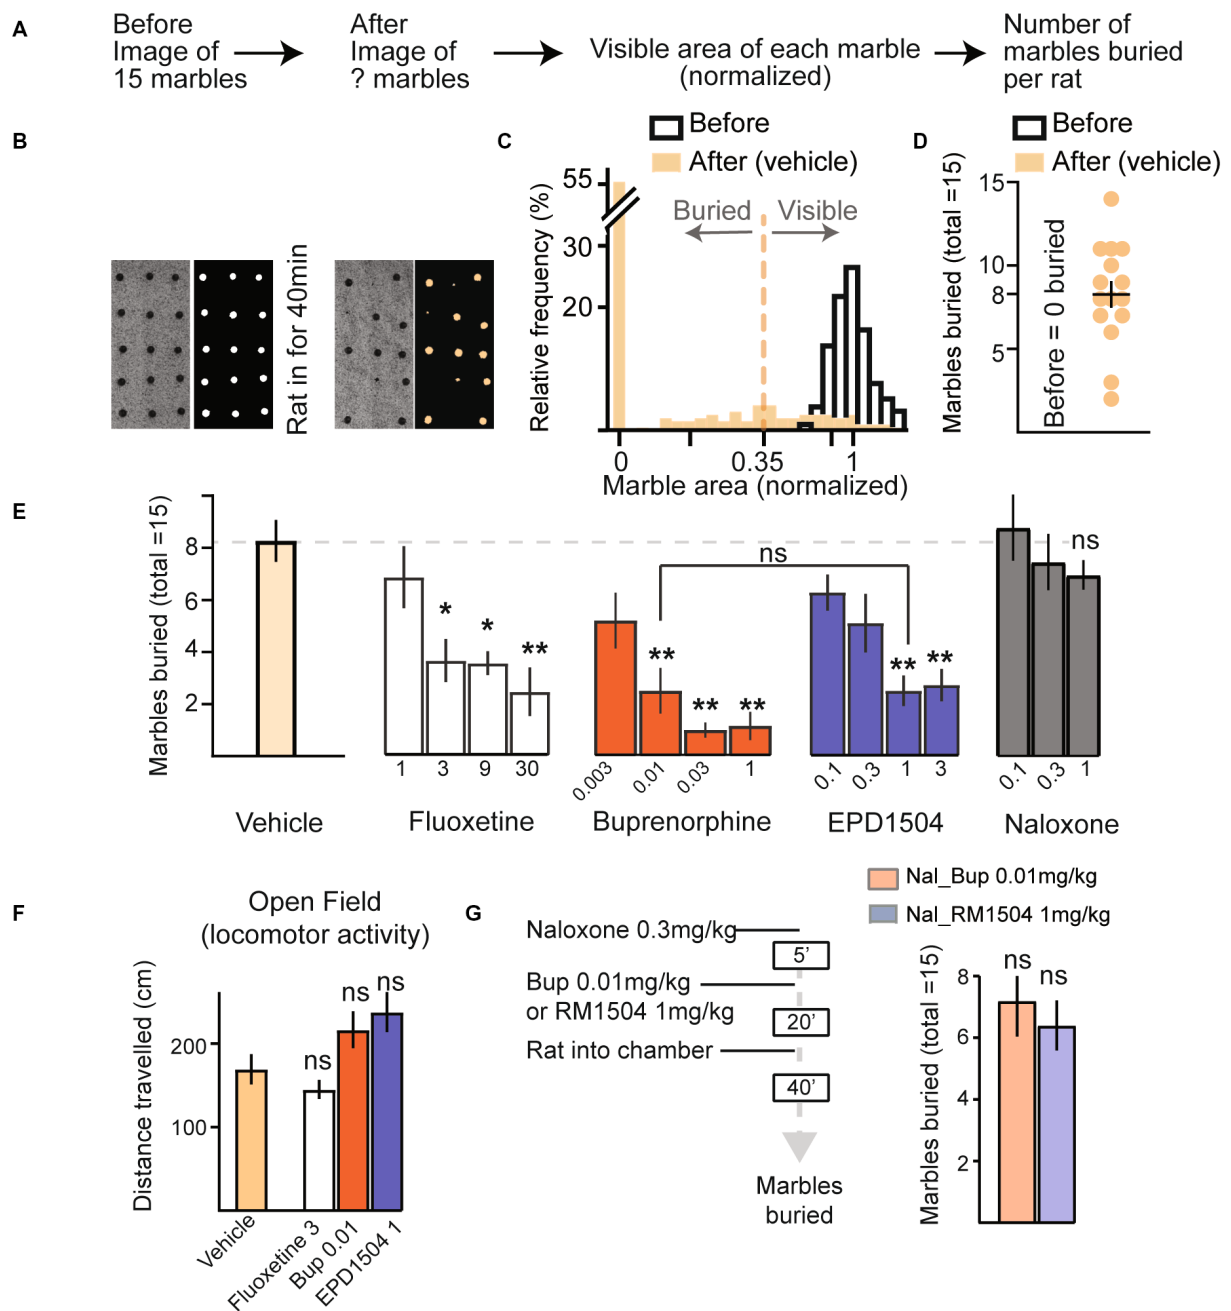 A
Before
Image of
15 marbles
After
Image of
? marbles
Visible area of each marble
(normalized)
Number of
marbles buried
per rat
B
Rat in for 40min
C
Before
After (vehicle)
Relative frequency (%)
55
30
20
Buried
Visible
0
0.35
1
Marble area (normalized)
D
Before
After (vehicle)
Marbles buried (total =15)
15
10
8
5
Before = 0 buried
E
Marbles buried (total =15)
8
6
4
2
* * **
** ** **
ns
** **
ns
1 3 9 30
0.003 0.01 0.03 1
0.1 0.3 1 3
0.1 0.3 1
Vehicle
Fluoxetine
Buprenorphine
EPD1504
Naloxone
F
Open Field
(locomotor activity)
Distance travelled (cm)
200
100
ns
ns
ns
Vehicle
Fluoxetine 3
Bup 0.01
EPD1504 1
G
Naloxone 0.3mg/kg
5’
Bup 0.01mg/kg
or RM1504 1mg/kg
20’
Rat into chamber
40’
Marbles
buried
Nal_Bup 0.01mg/kg
Nal_RM1504 1mg/kg
Marbles buried (total =15)
8
6
4
2
ns
ns